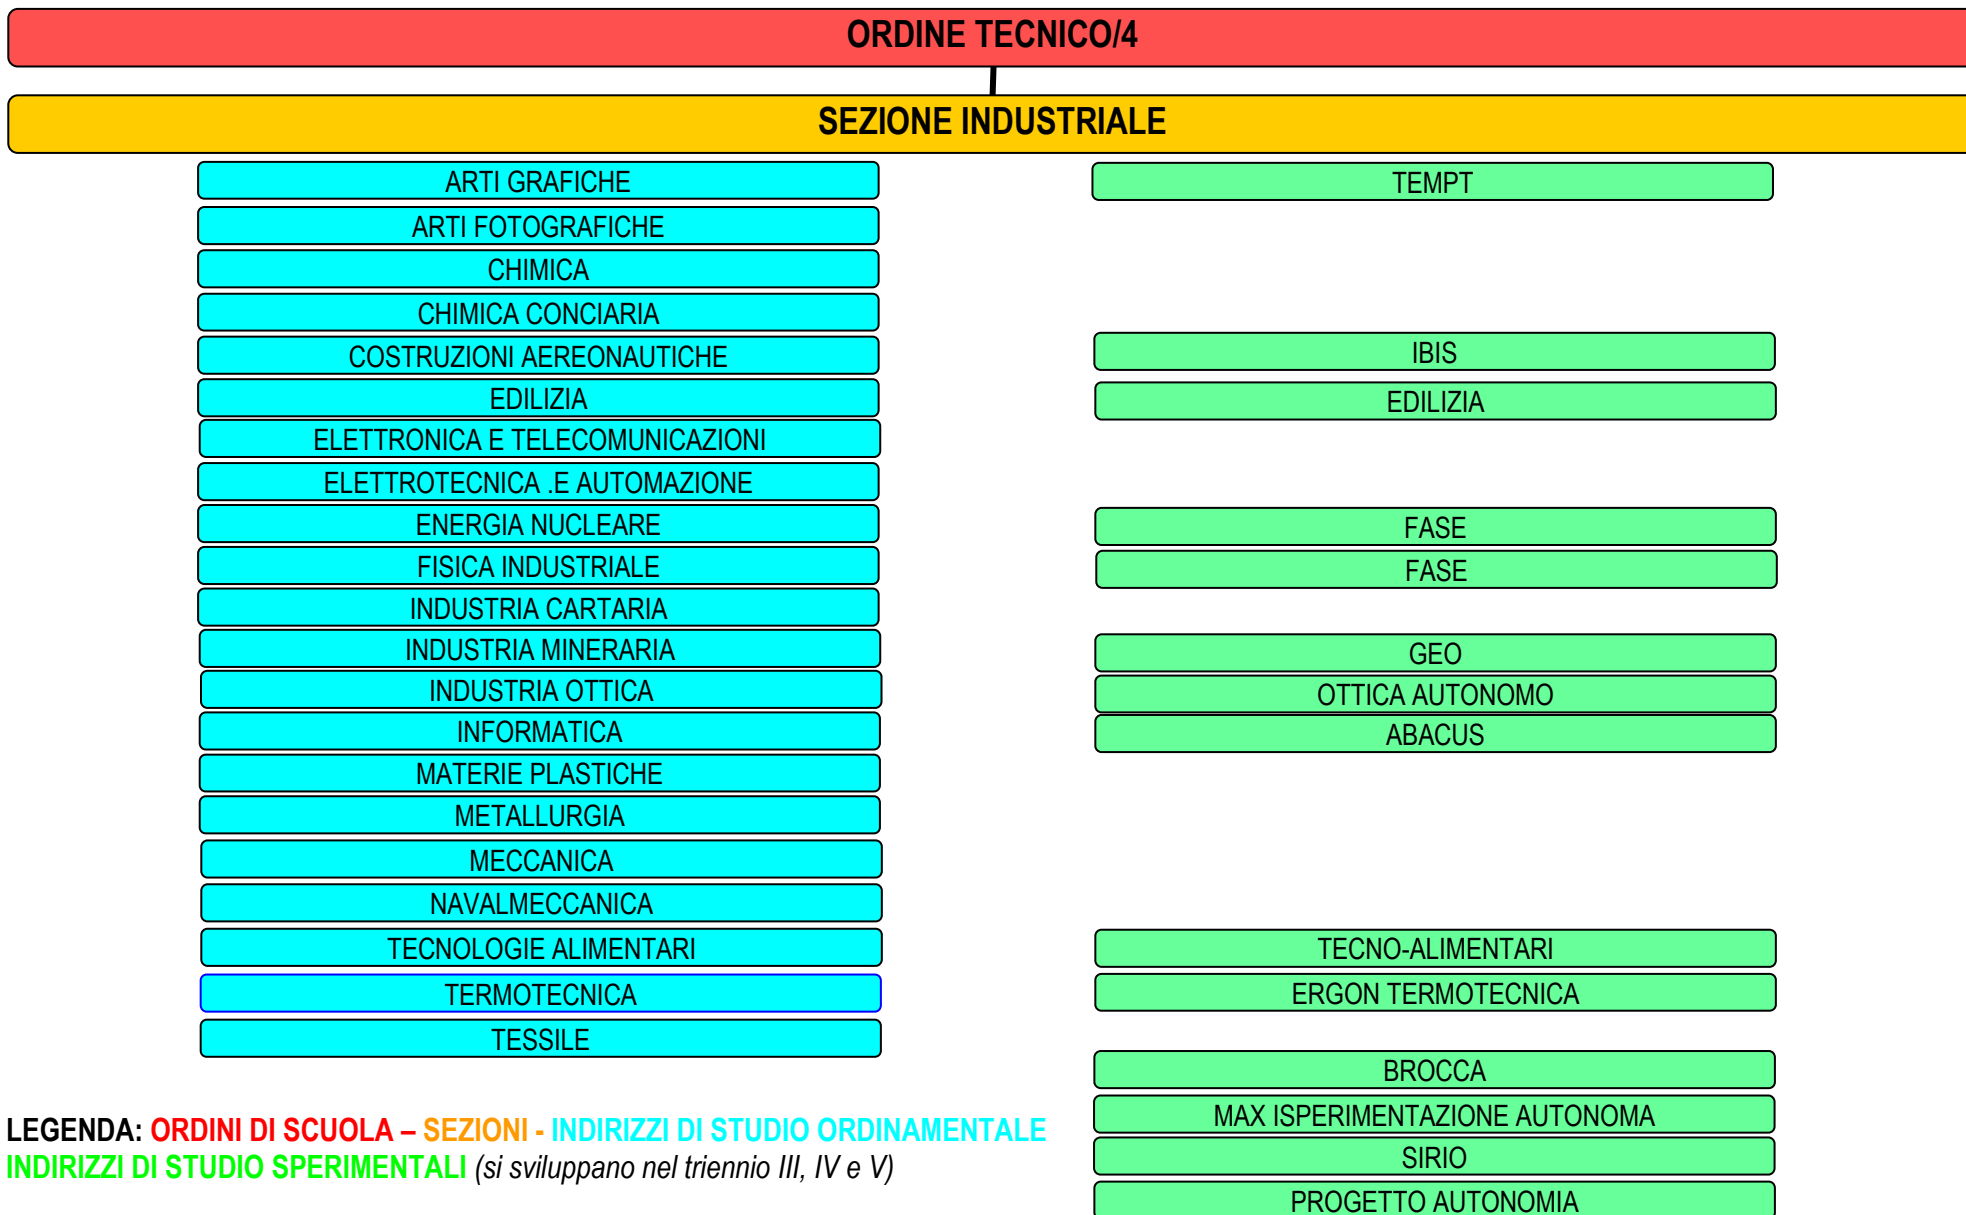 ORDINE TECNICO/4
SEZIONE INDUSTRIALE
ARTI GRAFICHE
TEMPT
ARTI FOTOGRAFICHE
CHIMICA
CHIMICA CONCIARIA
COSTRUZIONI AEREONAUTICHE
IBIS
EDILIZIA
EDILIZIA
ELETTRONICA E TELECOMUNICAZIONI
ELETTROTECNICA .E AUTOMAZIONE
ENERGIA NUCLEARE
FASE
FISICA INDUSTRIALE
FASE
INDUSTRIA CARTARIA
INDUSTRIA MINERARIA
GEO
INDUSTRIA OTTICA
OTTICA AUTONOMO
INFORMATICA
ABACUS
MATERIE PLASTICHE
METALLURGIA
MECCANICA
NAVALMECCANICA
TECNOLOGIE ALIMENTARI
TECNO-ALIMENTARI
TERMOTECNICA
ERGON TERMOTECNICA
TESSILE
BROCCA
MAX ISPERIMENTAZIONE AUTONOMA
SIRIO
PROGETTO AUTONOMIA
LEGENDA: ORDINI DI SCUOLA – SEZIONI - INDIRIZZI DI STUDIO ORDINAMENTALE
INDIRIZZI DI STUDIO SPERIMENTALI (si sviluppano nel triennio III, IV e V)